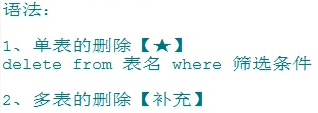 语法：
1、单表的删除【★】
delete from 表名 where 筛选条件
2、多表的删除【补充】